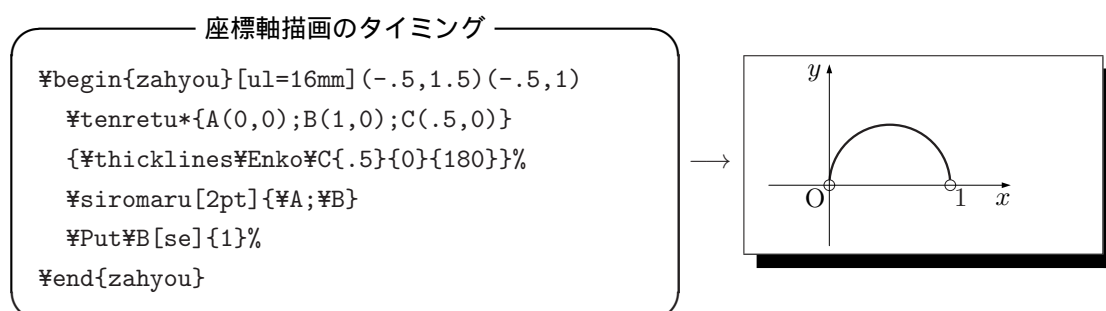 座標軸描画のタイミング
¥begin{zahyou}[ul=16mm](-.5,1.5)(-.5,1)
¥tenretu*{A(0,0);B(1,0);C(.5,0)}
{¥thicklines¥Enko¥C{.5}{0}{180}}%
¥siromaru[2pt]{¥A;¥B}
¥Put¥B[se]{1}%
¥end{zahyou}
→
y
O
1
x